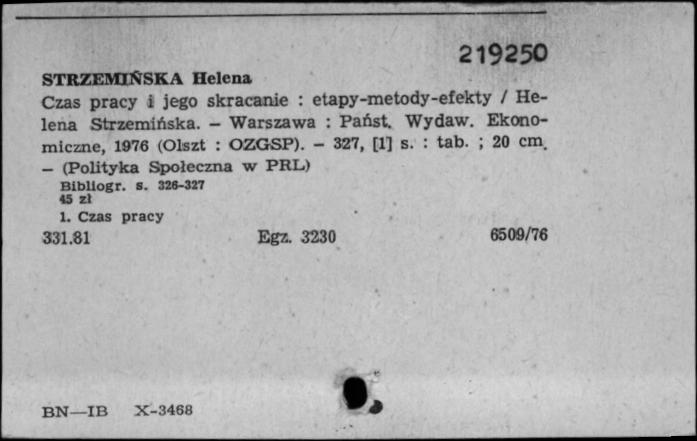 219250
STRZEMIŃSKA Helena
Czas pracy i jego skracanie : etapy-metody-efekty / He-
lena Strzemińska. — Warszawa : Państ. Wydaw. Ekono-
miczne, 1976 (Olszt : OZGSP). — 327, [1] s. : tab. ; 20 cm.
— (Polityka Społeczna w PRL)
Bibliogr. s. 326-327
45 zł
1. Czas pracy
331.81 Egz. 3230 6509/76
BN—IB X-3468